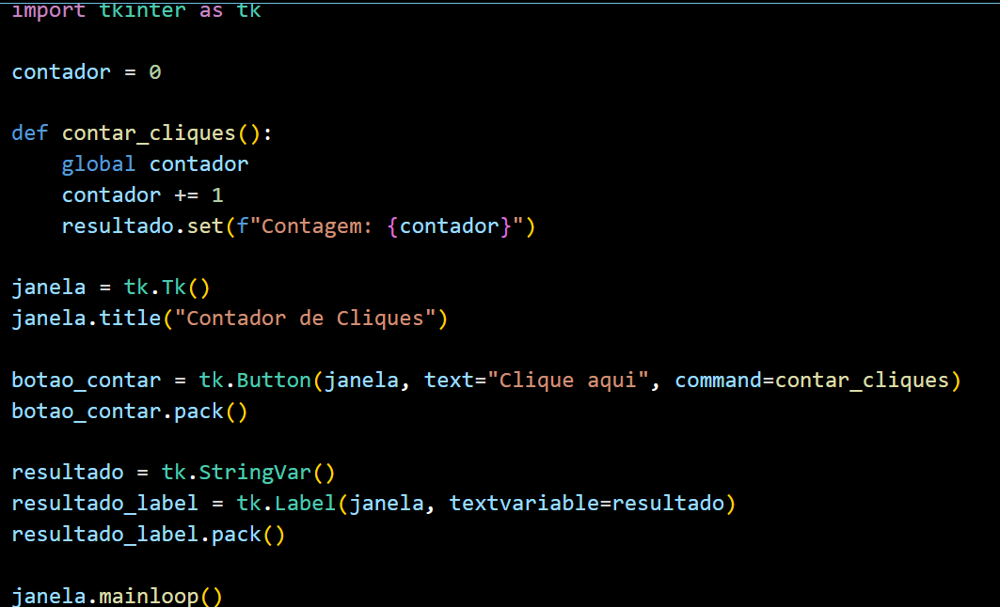 import tkinter as tk
contador = 0
def contar_cliques():
    global contador
    contador += 1
    resultado.set(f"Contagem: {contador}")
janela = tk.Tk()
janela.title("Contador de Cliques")
botao_contar = tk.Button(janela, text="Clique aqui", command=contar_cliques)
botao_contar.pack()
resultado = tk.StringVar()
resultado_label = tk.Label(janela, textvariable=resultado)
resultado_label.pack()
janela.mainloop()